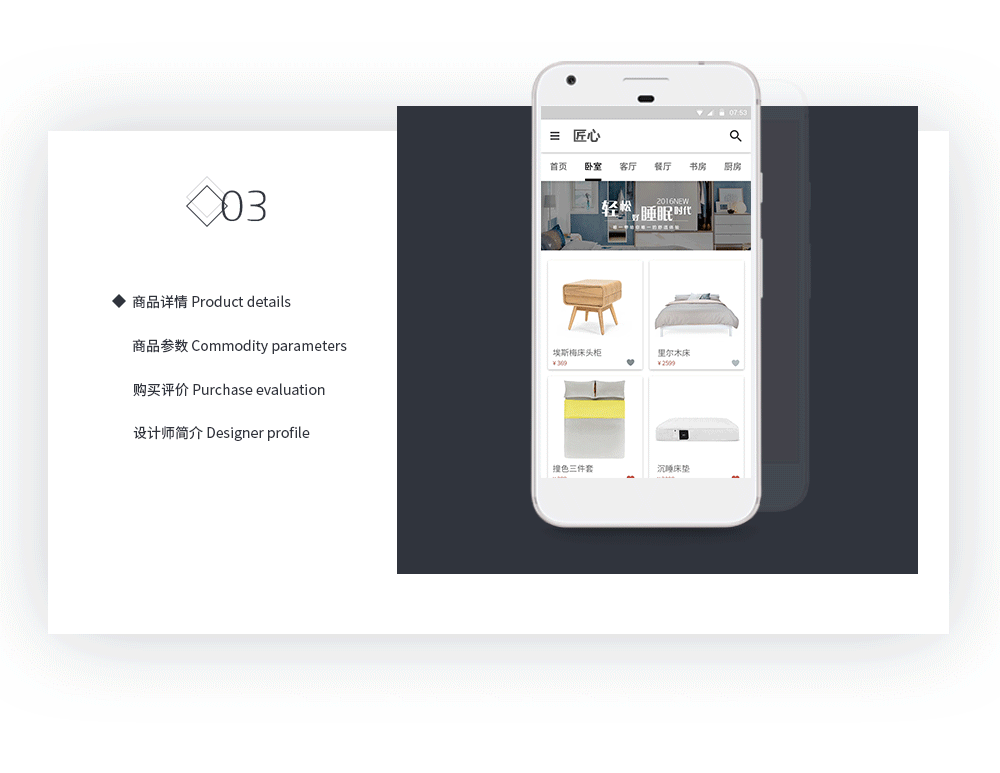 03
商品详情 Product details
商品参数 Commodity parameters
购买评价 Purchase evaluation
设计师简介 Designer profile
07:53
匠心
首页 卧室 客厅 餐厅 书房 厨房
2016NEW
轻松好睡眠时代
埃斯梅床头柜
¥369
里尔木床
¥2599
撞色三件套
沉睡床垫